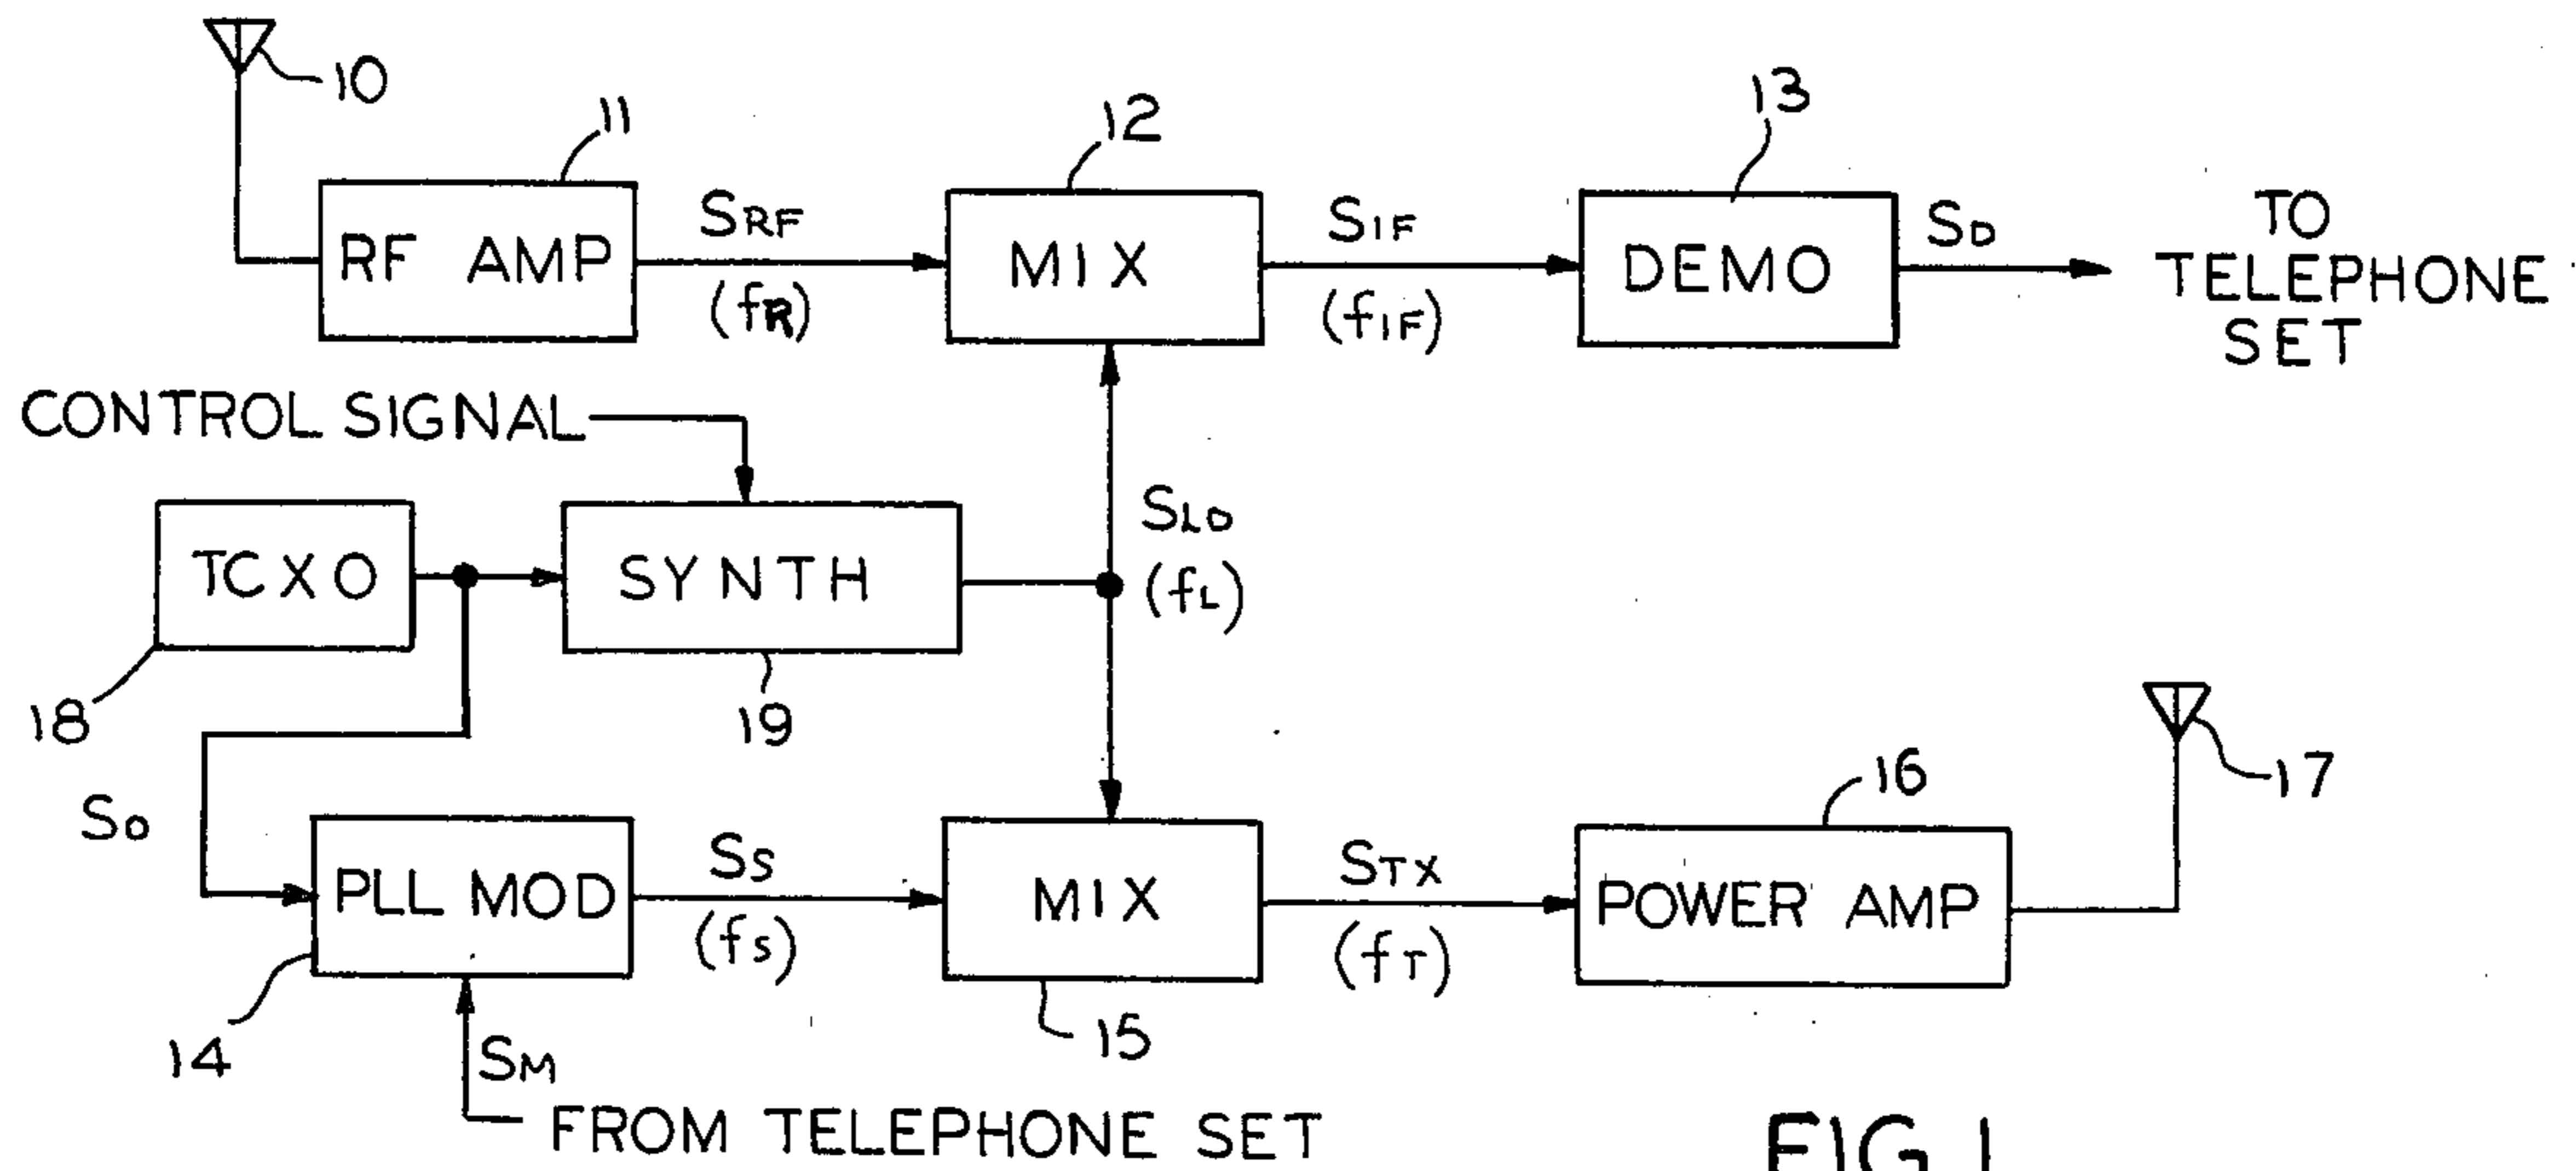 10
11
12
13
RF AMP
SRF
(fR)
MIX
SIF
(fIF)
DEMO
SD
TO
TELEPHONE
SET
CONTROL SIGNAL
TCXO
18
SYNTH
19
SLO
(fL)
SO
PLL MOD
14
SS
(fS)
MIX
15
STX
(fT)
POWER AMP
16
17
SM
FROM TELEPHONE SET
FIG.1